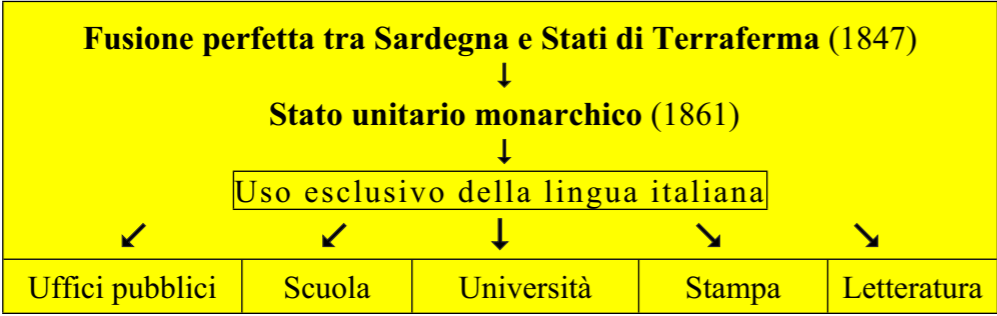 Fusione perfetta tra Sardegna e Stati di Terraferma (1847)
↓
Stato unitario monarchico (1861)
↓
Uso esclusivo della lingua italiana
↙ ↙ ↓ ↘ ↘
Uffici pubblici Scuola Università Stampa Letteratura